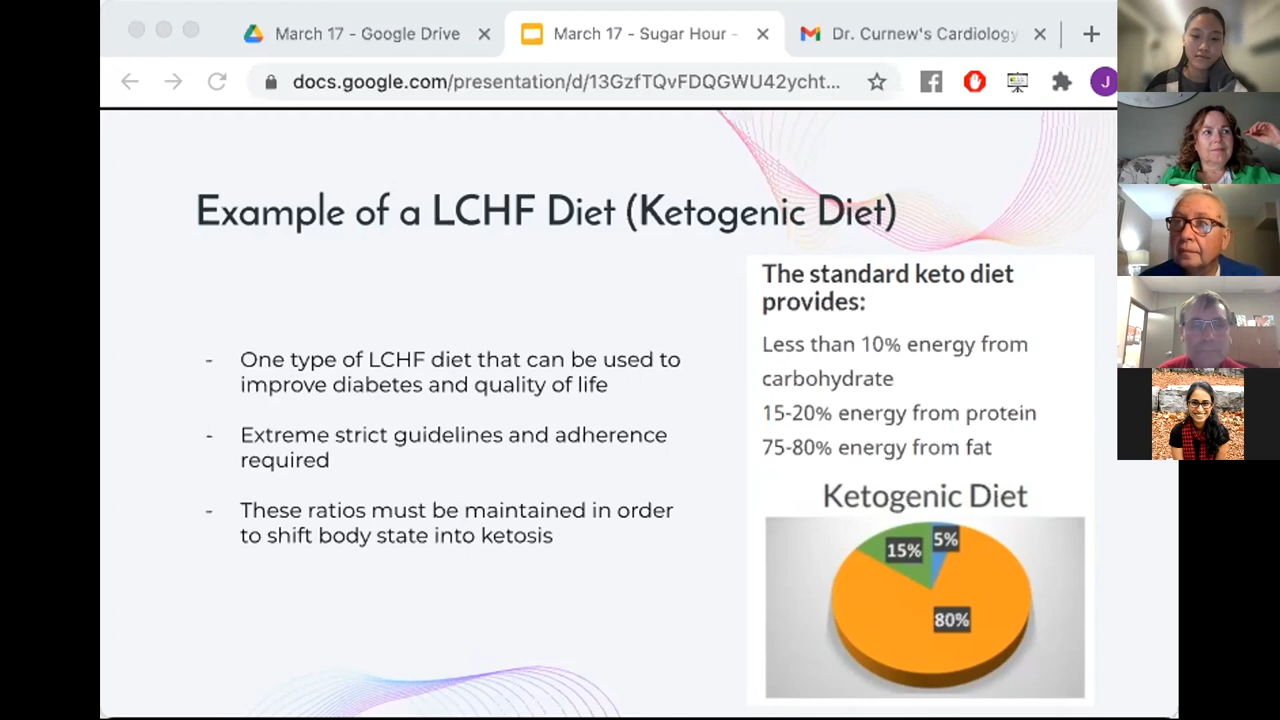 March 17 - Google Drive
March 17 - Sugar Hour -
Dr. Curnew's Cardiology
docs.google.com/presentation/d/13GzfTQvFDQGWU42ycht...
J
Example of a LCHF Diet (Ketogenic Diet)
- One type of LCHF diet that can be used to
improve diabetes and quality of life
- Extreme strict guidelines and adherence
required
- These ratios must be maintained in order
to shift body state into ketosis
The standard keto diet
provides:
Less than 10% energy from
carbohydrate
15-20% energy from protein
75-80% energy from fat
Ketogenic Diet
15%
5%
80%